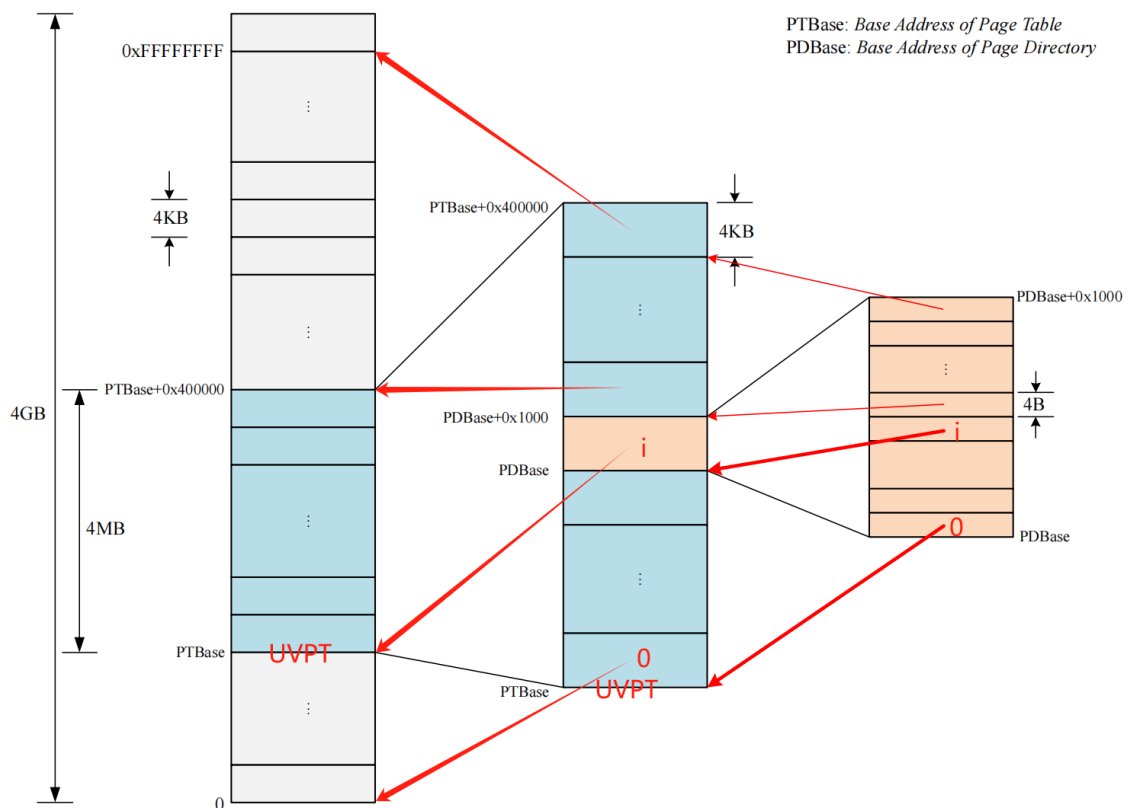 PTBase: Base Address of Page Table
PDBase: Base Address of Page Directory
0xFFFFFFFF
⋮
4KB
⋮
PTBase+0x400000
4GB
4MB
⋮
PTBase
UVPT
0
PTBase+0x400000
4KB
⋮
PDBase+0x1000
i
PDBase
⋮
0
PTBase
UVPT
PDBase+0x1000
⋮
4B
i
0
PDBase